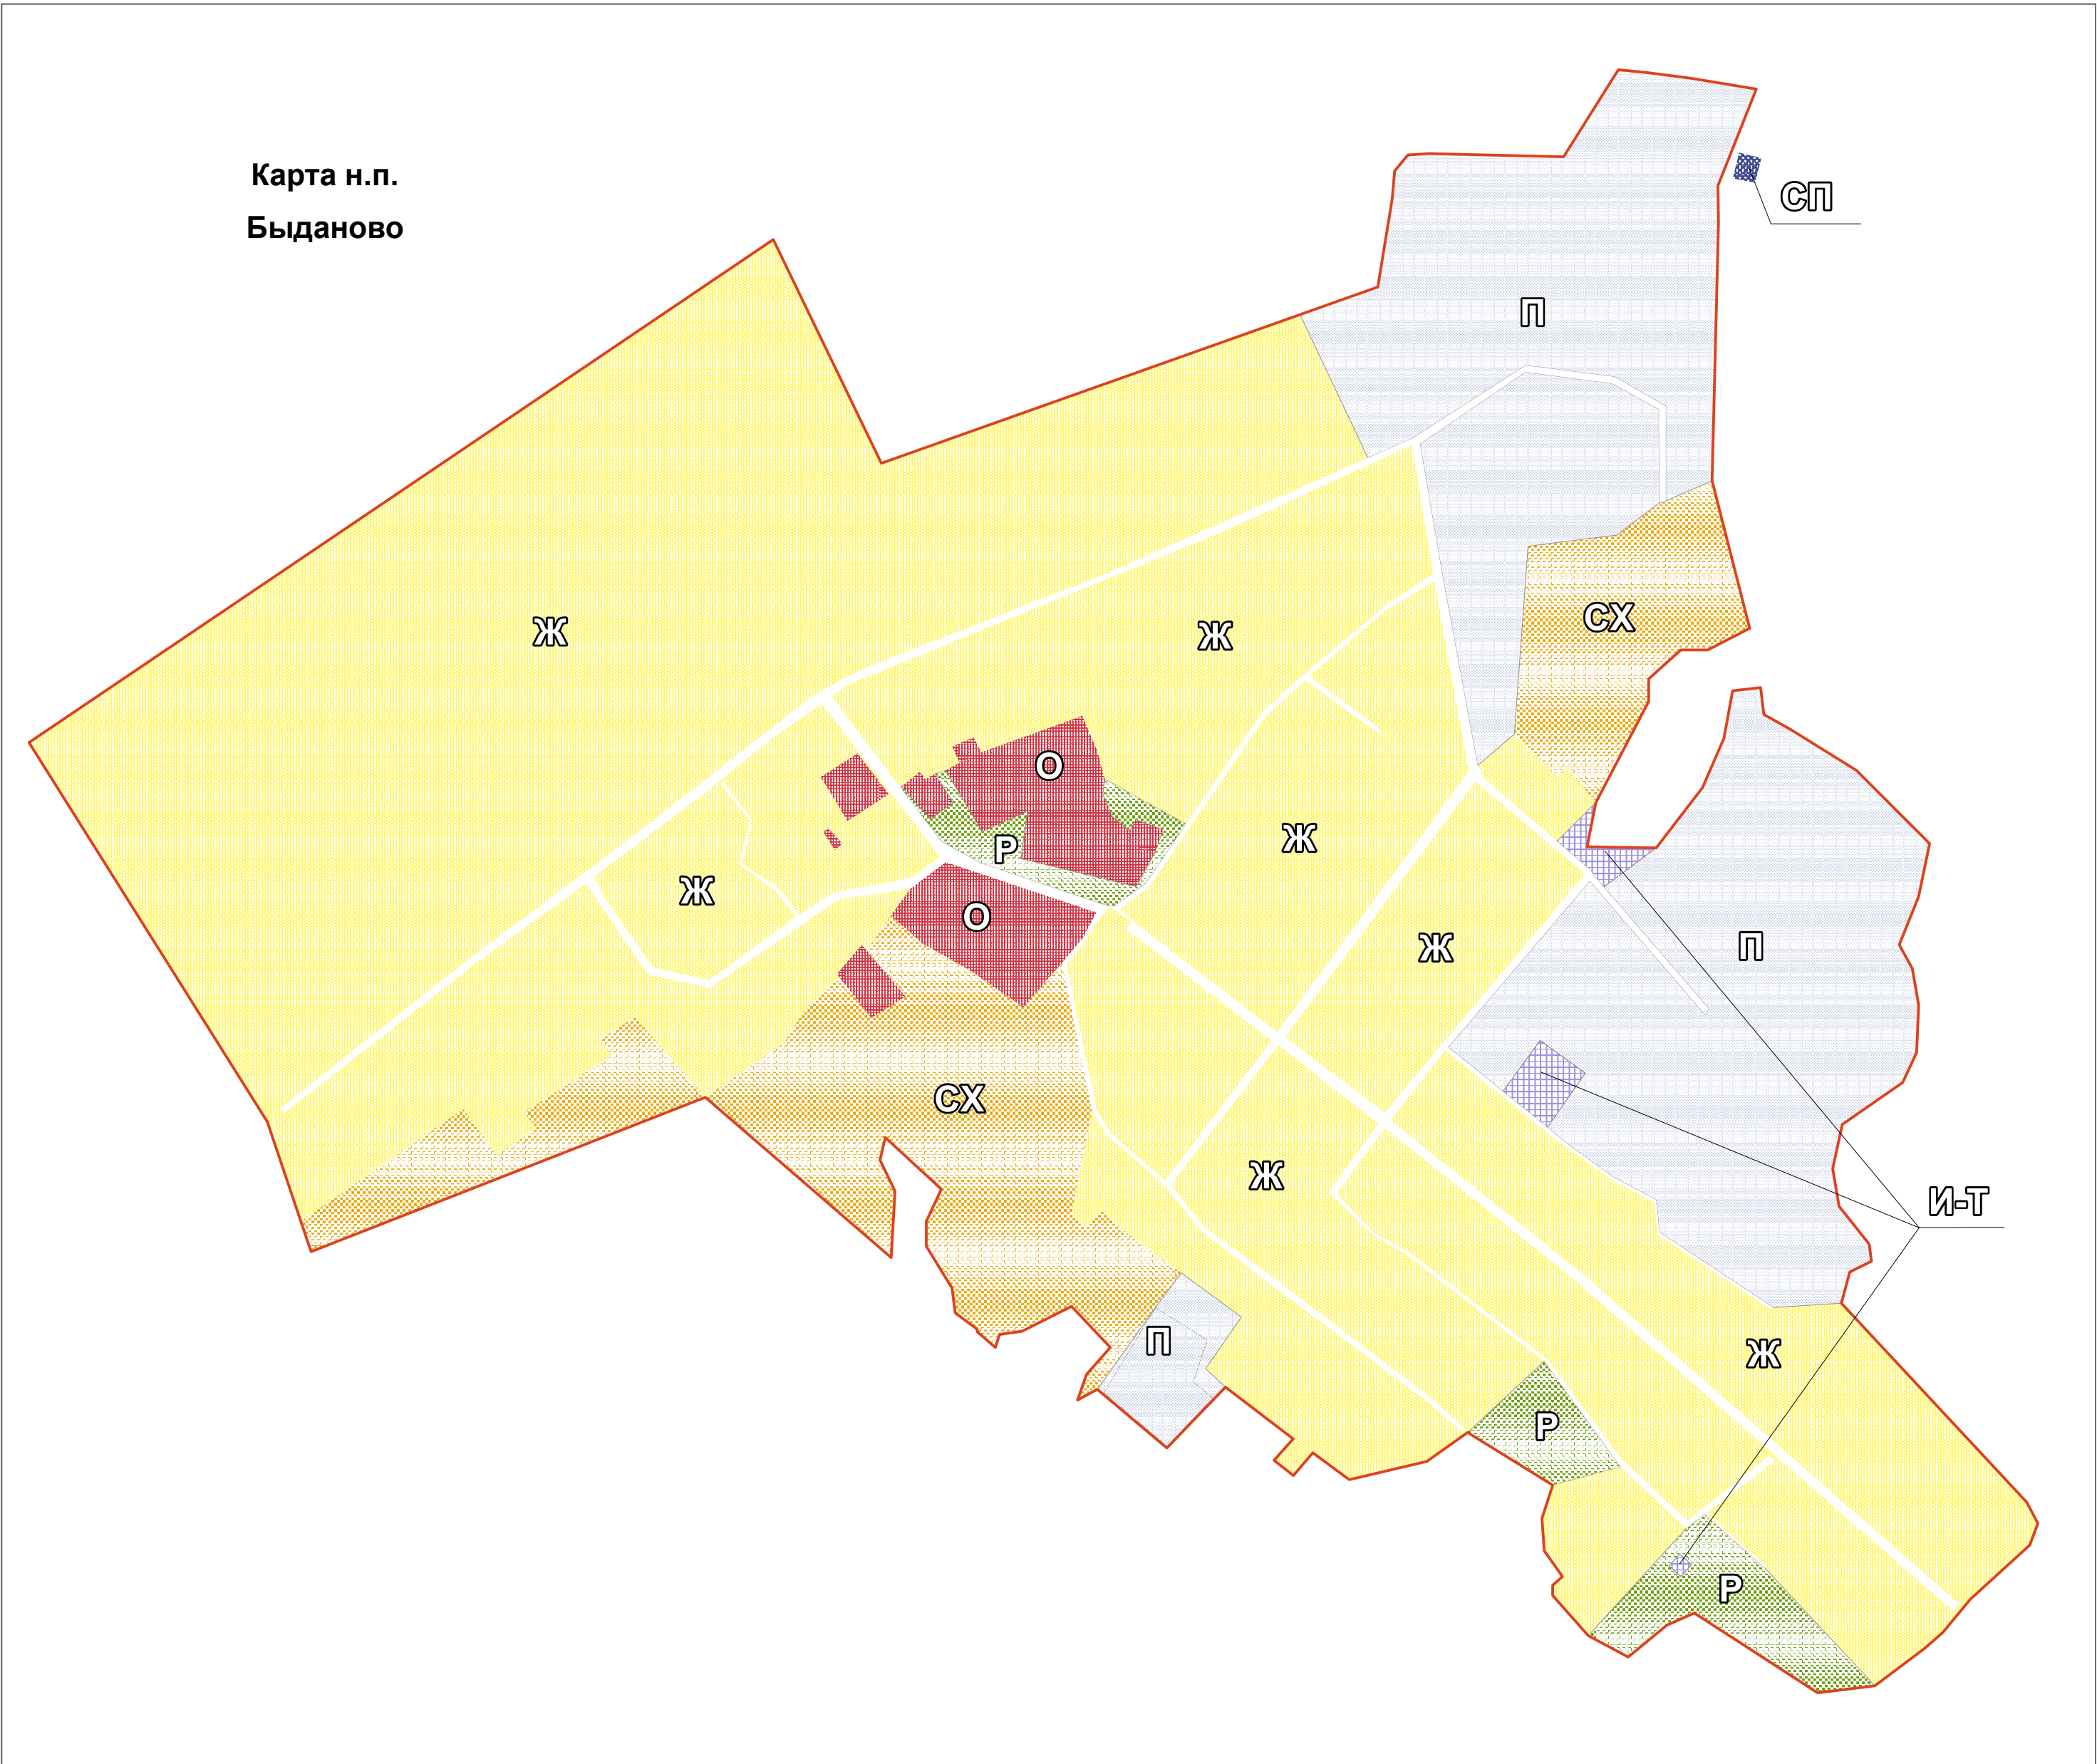 Карта н.п.
Быданово
СП
П
СХ
Ж
Ж
О
Ж
Р
Ж
О
Ж
П
СХ
Ж
И-Т
П
Ж
Р
Р